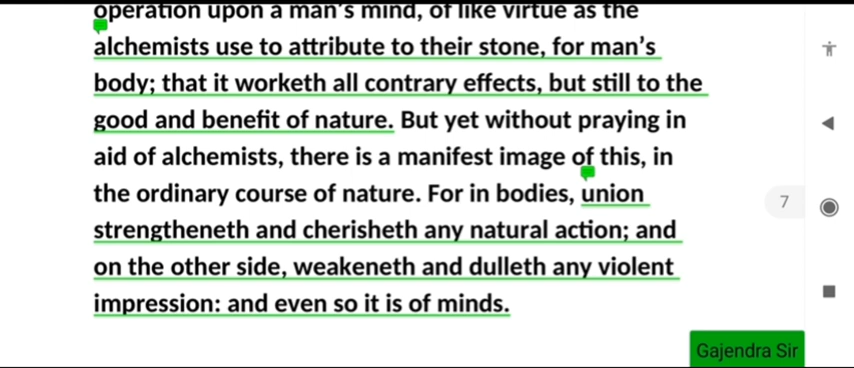 operation upon a man's mind, of like virtue as the
alchemists use to attribute to their stone, for man's
body; that it worketh all contrary effects, but still to the
good and benefit of nature. But yet without praying in
aid of alchemists, there is a manifest image of this, in
the ordinary course of nature. For in bodies, union
strengtheneth and cherisheth any natural action; and
on the other side, weakeneth and dulleth any violent
impression: and even so it is of minds.
7
Gajendra Sir